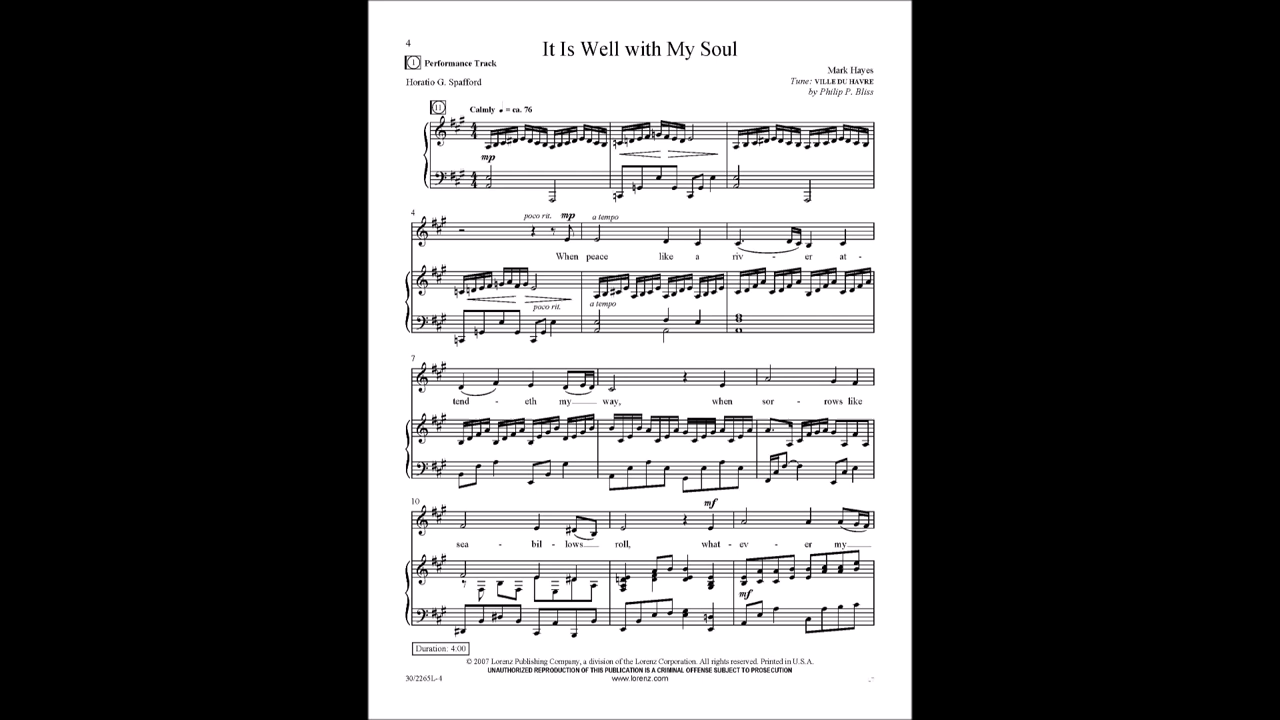 4
It Is Well with My Soul
1 Performance Track
Mark Hayes
Horatio G. Spafford
Tune: VILLE DU HAVRE
by Philip P. Bliss
11 Calmly ♩ = ca. 76
mp
4 poco rit. mp a tempo
When peace like a riv - er at -
poco rit. a tempo
7
tend - eth my way, when sor - rows like
mf
10
sea - bil - lows roll, what - ev - er my
mf
Duration: 4:00
© 2007 Lorenz Publishing Company, a division of the Lorenz Corporation. All rights reserved. Printed in U.S.A.
UNAUTHORIZED REPRODUCTION OF THIS PUBLICATION IS A CRIMINAL OFFENSE SUBJECT TO PROSECUTION
30/2265L-4 www.lorenz.com